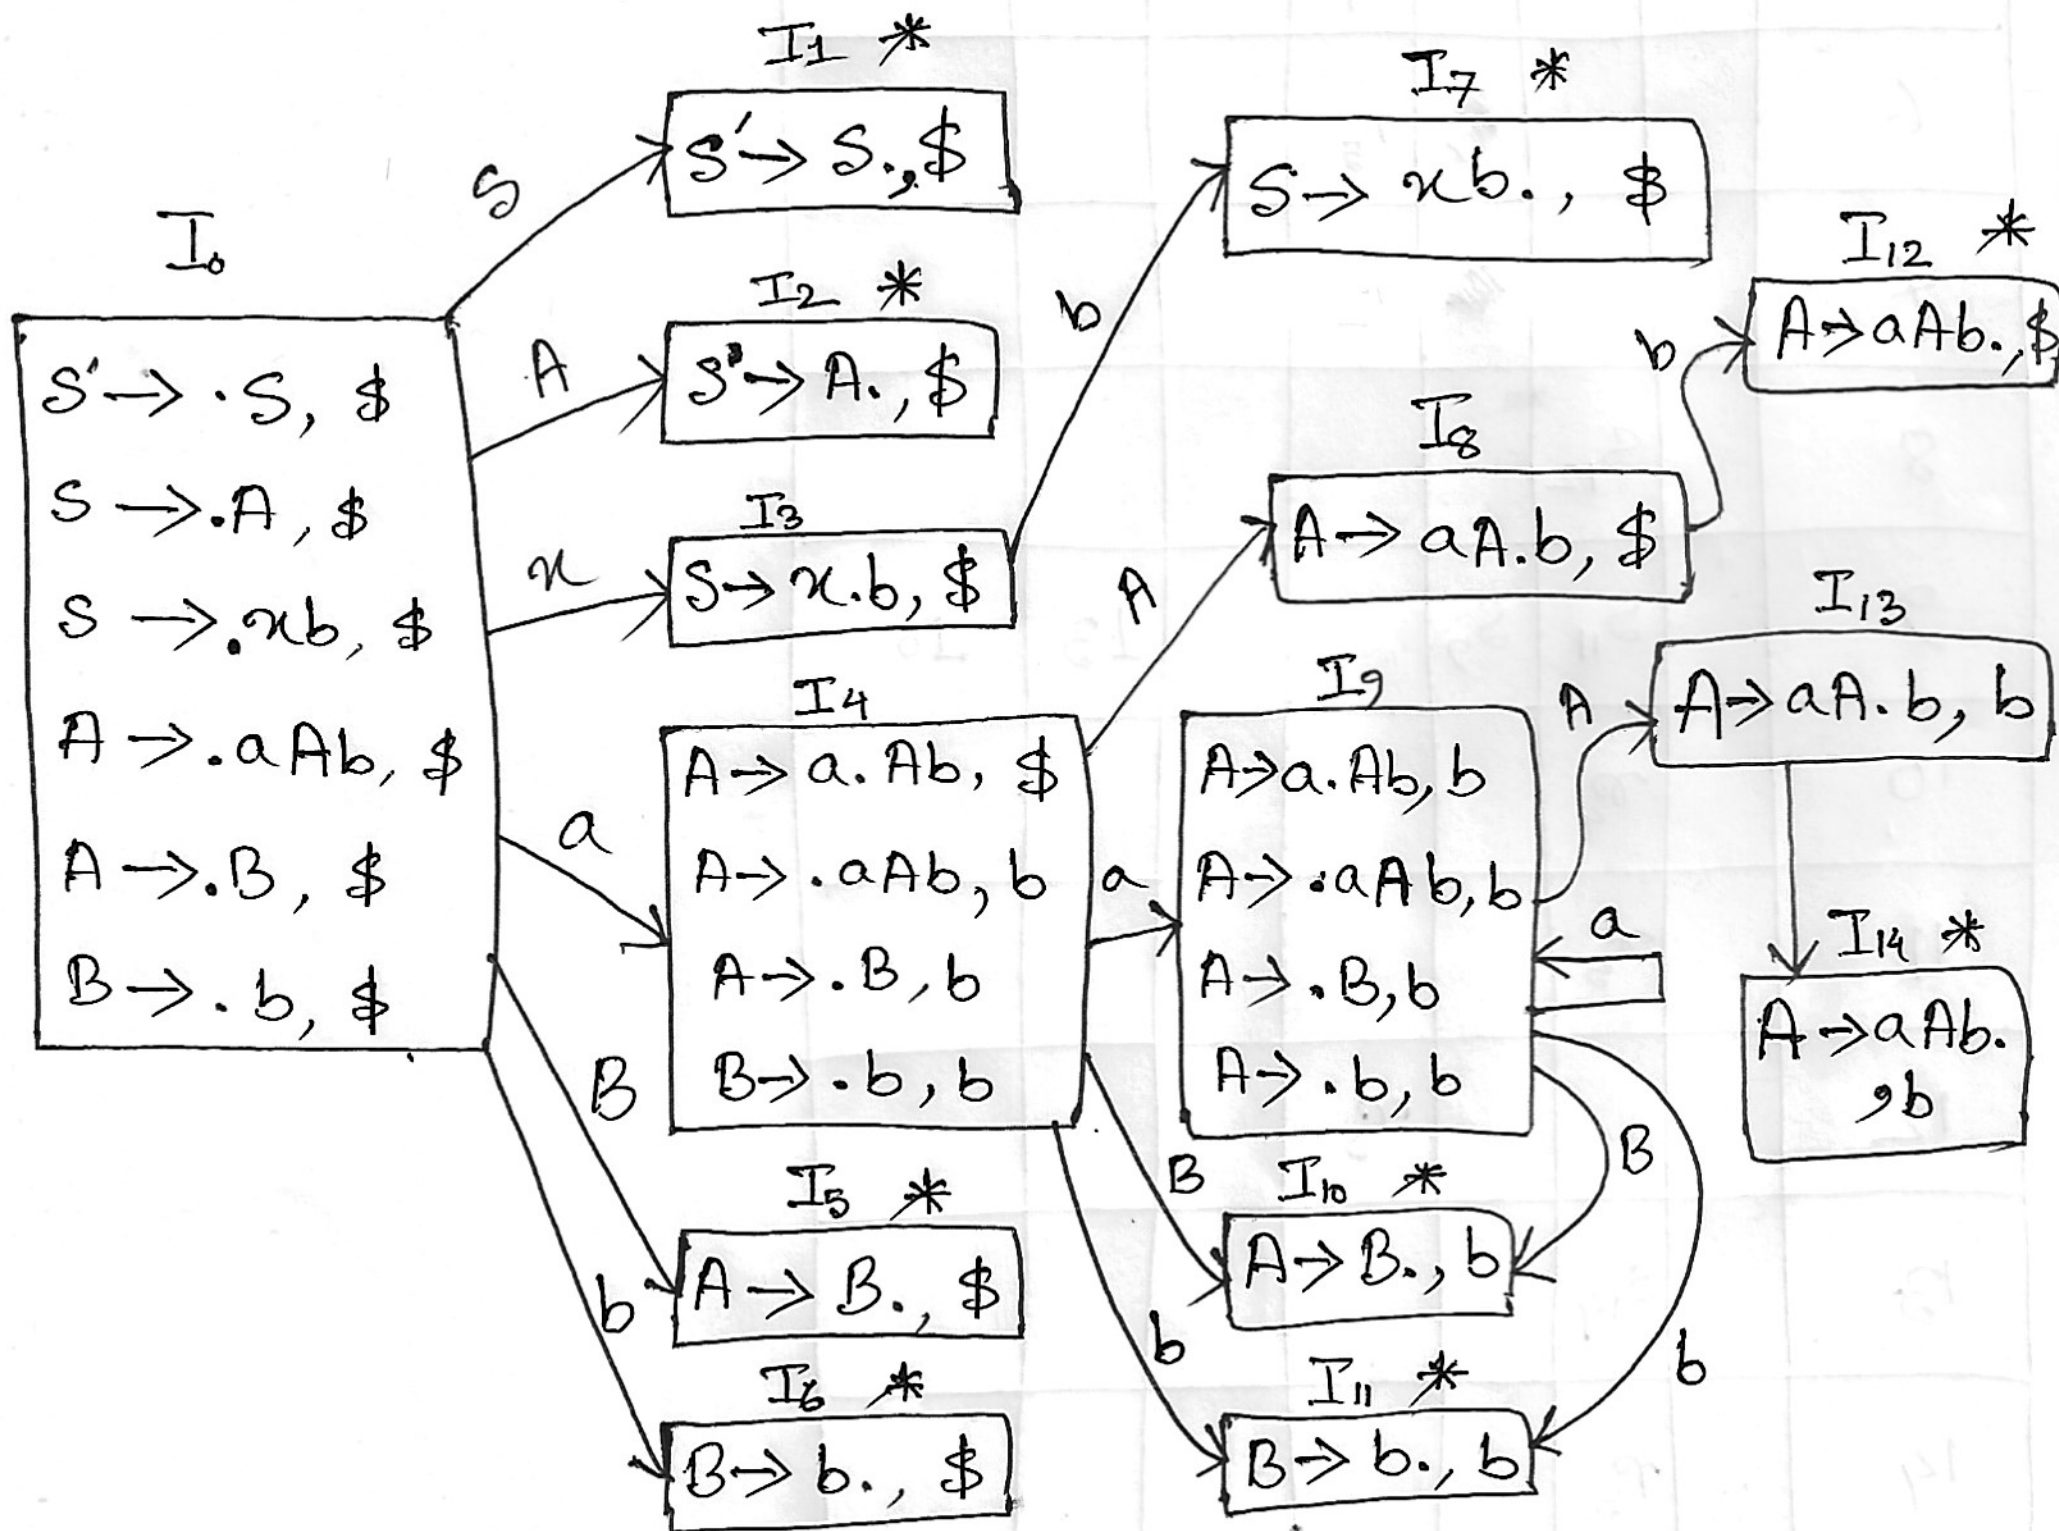 I0
S' → .S, $
S → .A, $
S → .xb, $
A → .aAb, $
A → .B, $
B → .b, $
S
A
x
a
B
b
I1 *
S' → S., $
I2 *
S' → A., $
I3
S → x.b, $
I4
A → a.Ab, $
A → .aAb, b
A → .B, b
B → .b, b
I5 *
A → B., $
I6 *
B → b., $
b
A
a
B
b
I7 *
S → xb., $
I8
A → aA.b, $
I9
A → a.Ab, b
A → .aAb, b
A → .B, b
A → .b, b
I10 *
A → B., b
I11 *
B → b., b
b
A
a
B
b
I12 *
A → aAb., $
I13
A → aA.b, b
I14 *
A → aAb.
, b